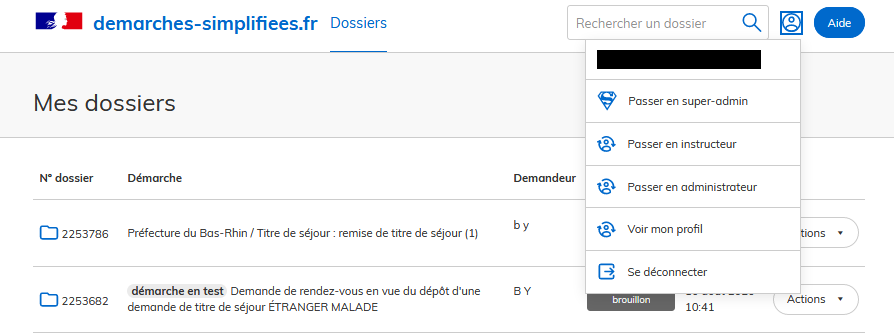 demarches-simplifiees.fr
Dossiers
Rechercher un dossier
Aide
Passer en super-admin
Passer en instructeur
Passer en administrateur
Voir mon profil
Se déconnecter
Mes dossiers
N° dossier Démarche Demandeur
2253786 Préfecture du Bas-Rhin / Titre de séjour : remise de titre de séjour (1) b y
2253682 démarche en test Demande de rendez-vous en vue du dépôt d'une
demande de titre de séjour ÉTRANGER MALADE
B Y
brouillon
10:41
Actions